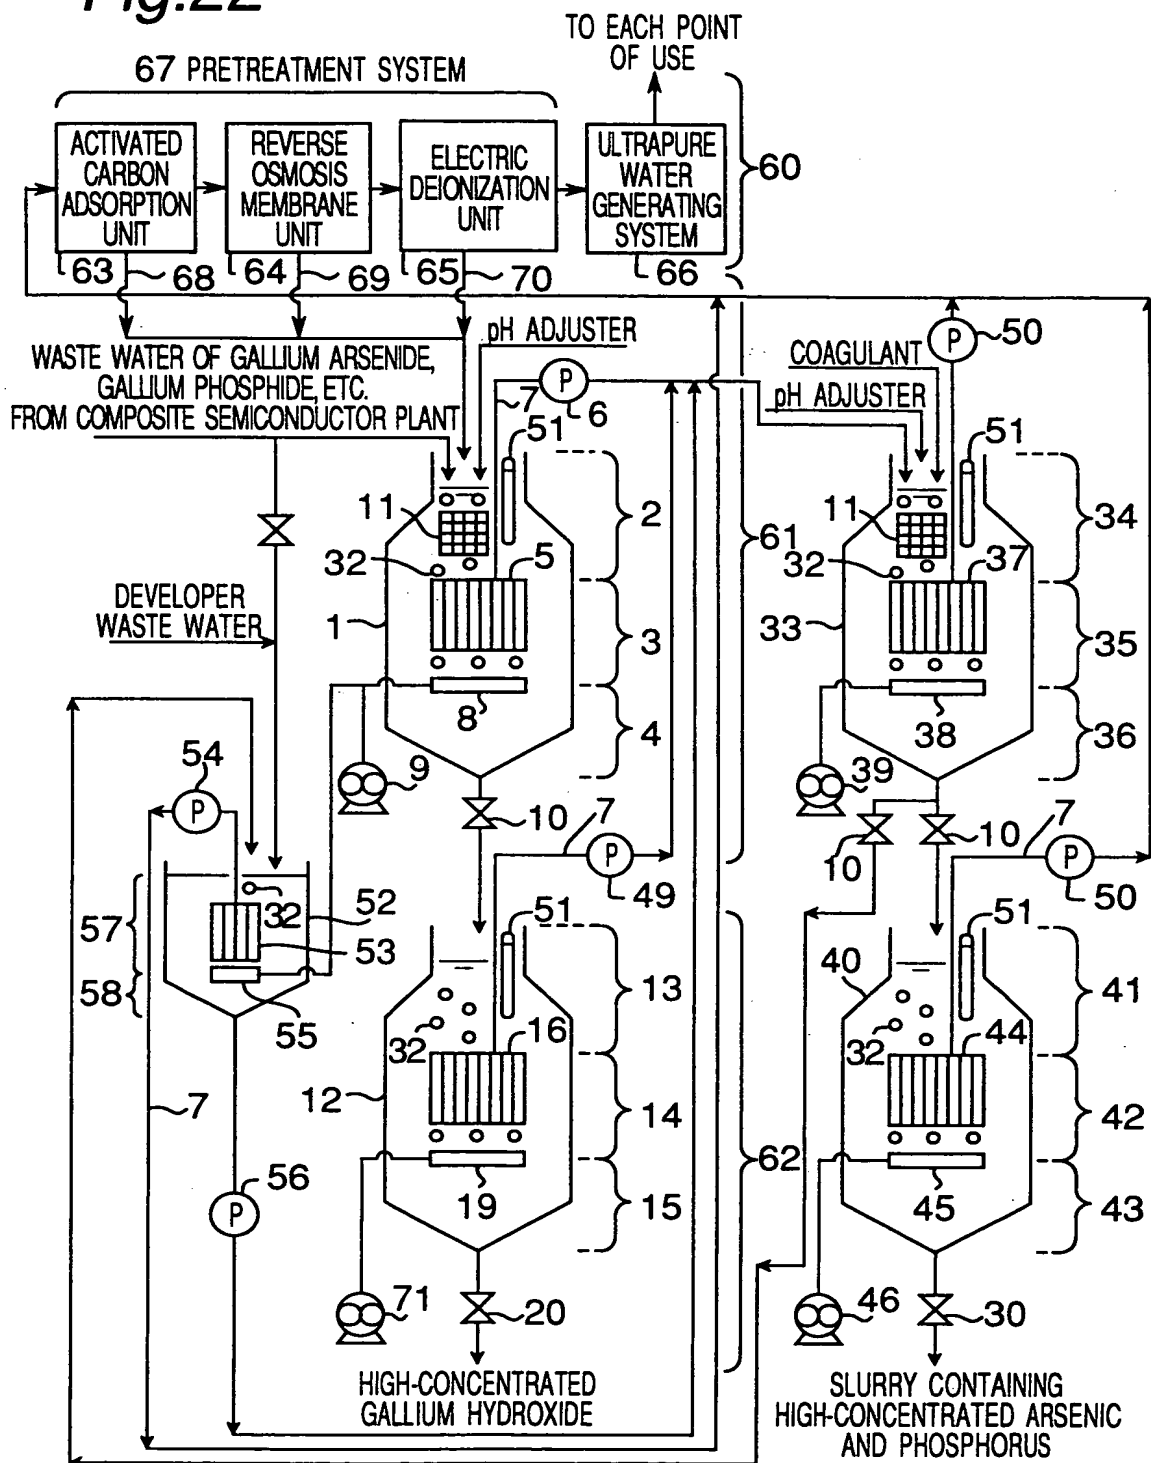 Fig.22
TO EACH POINT
OF USE
67 PRETREATMENT SYSTEM
ACTIVATED
CARBON
ADSORPTION
UNIT
REVERSE
OSMOSIS
MEMBRANE
UNIT
ELECTRIC
DEIONIZATION
UNIT
ULTRAPURE
WATER
GENERATING
SYSTEM
60
63
68
64
69
65
70
66
pH ADJUSTER
50
COAGULANT
WASTE WATER OF GALLIUM ARSENIDE,
GALLIUM PHOSPHIDE, ETC.
FROM COMPOSITE SEMICONDUCTOR PLANT
P
P
7
6
pH ADJUSTER
51
51
11
2
61
11
34
32
5
32
37
DEVELOPER
WASTE WATER
1
3
33
35
8
4
38
36
54
9
39
P
10
7
10
10
7
P
P
49
50
57
32
52
51
51
53
13
40
41
58
55
32
16
32
44
12
14
42
7
62
56
19
15
45
43
P
71
20
46
30
HIGH-CONCENTRATED
GALLIUM HYDROXIDE
SLURRY CONTAINING
HIGH-CONCENTRATED ARSENIC
AND PHOSPHORUS